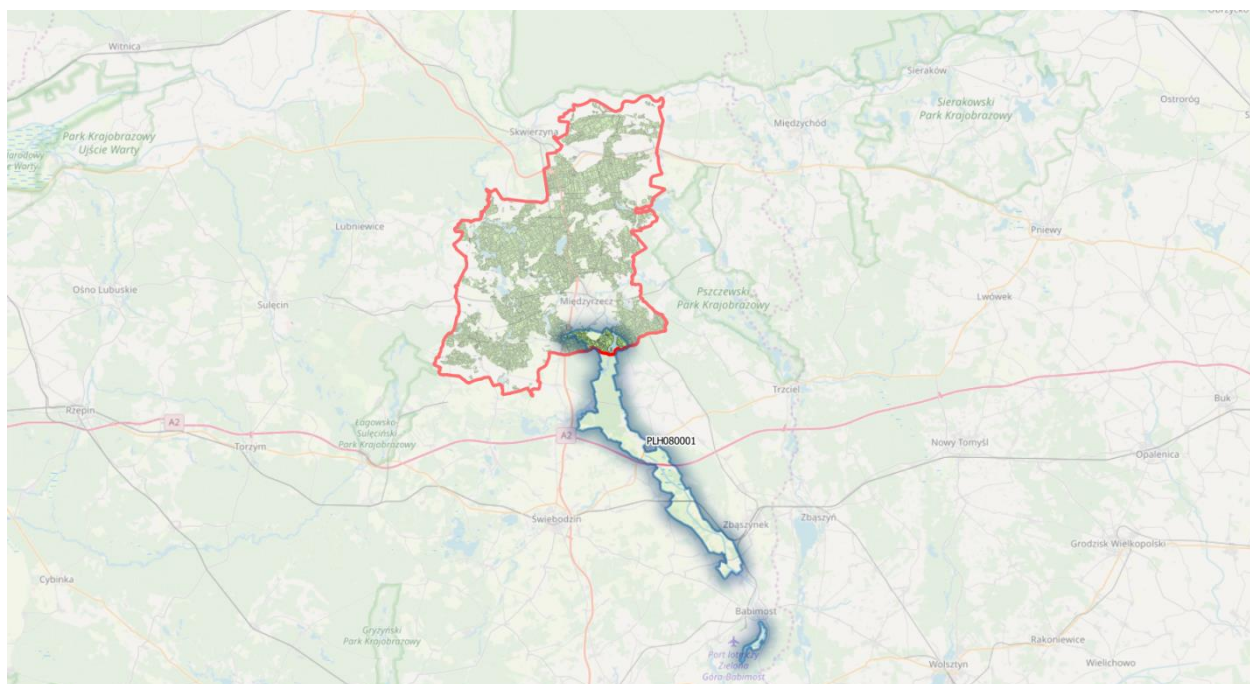 Witnica
Obrzycko
Sieraków
Ostroróg
Sierakowski
Park Krajobrazowy
Skwierzyna
Międzychód
Park Krajobrazowy
Ujście Warty
Lubniewice
Pniewy
Ośno Lubuskie
Sulęcin
Międzyrzecz
Pszczewski
Park Krajobrazowy
Lwówek
Trzciel
Buk
Rzepin
A2
Łagowsko-
Sulęciński
Park Krajobrazowy
Torzym
A2
PLH080001
Nowy Tomyśl
Opalenica
Świebodzin
Zbąszynek
Zbąszyń
Grodzisk Wielkopolski
Cybinka
Babimost
Gryżyński
Park Krajobrazowy
Port lotniczy
Zielona
Góra-Babimost
Rakoniewice
Wolsztyn
Wielichowo